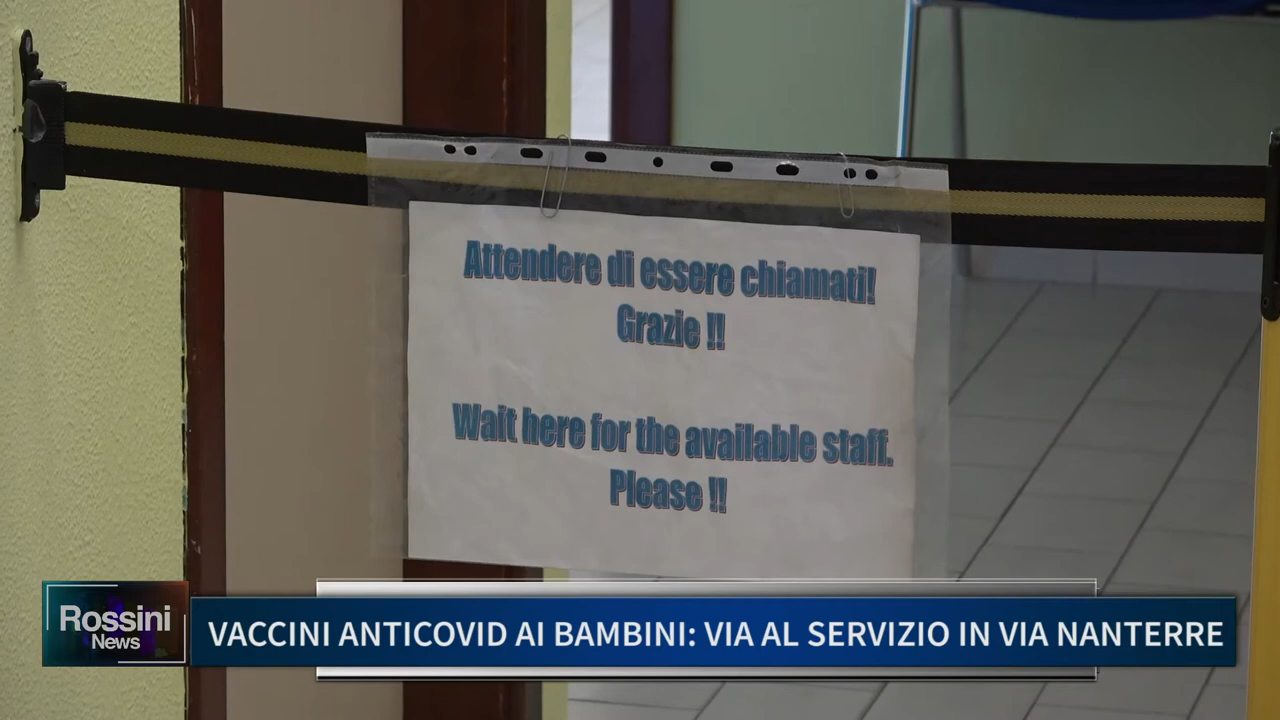 Attendere di essere chiamati!
Grazie !!
Wait here for the available staff.
Please !!
Rossini
News
VACCINI ANTICOVID AI BAMBINI: VIA AL SERVIZIO IN VIA NANTERRE